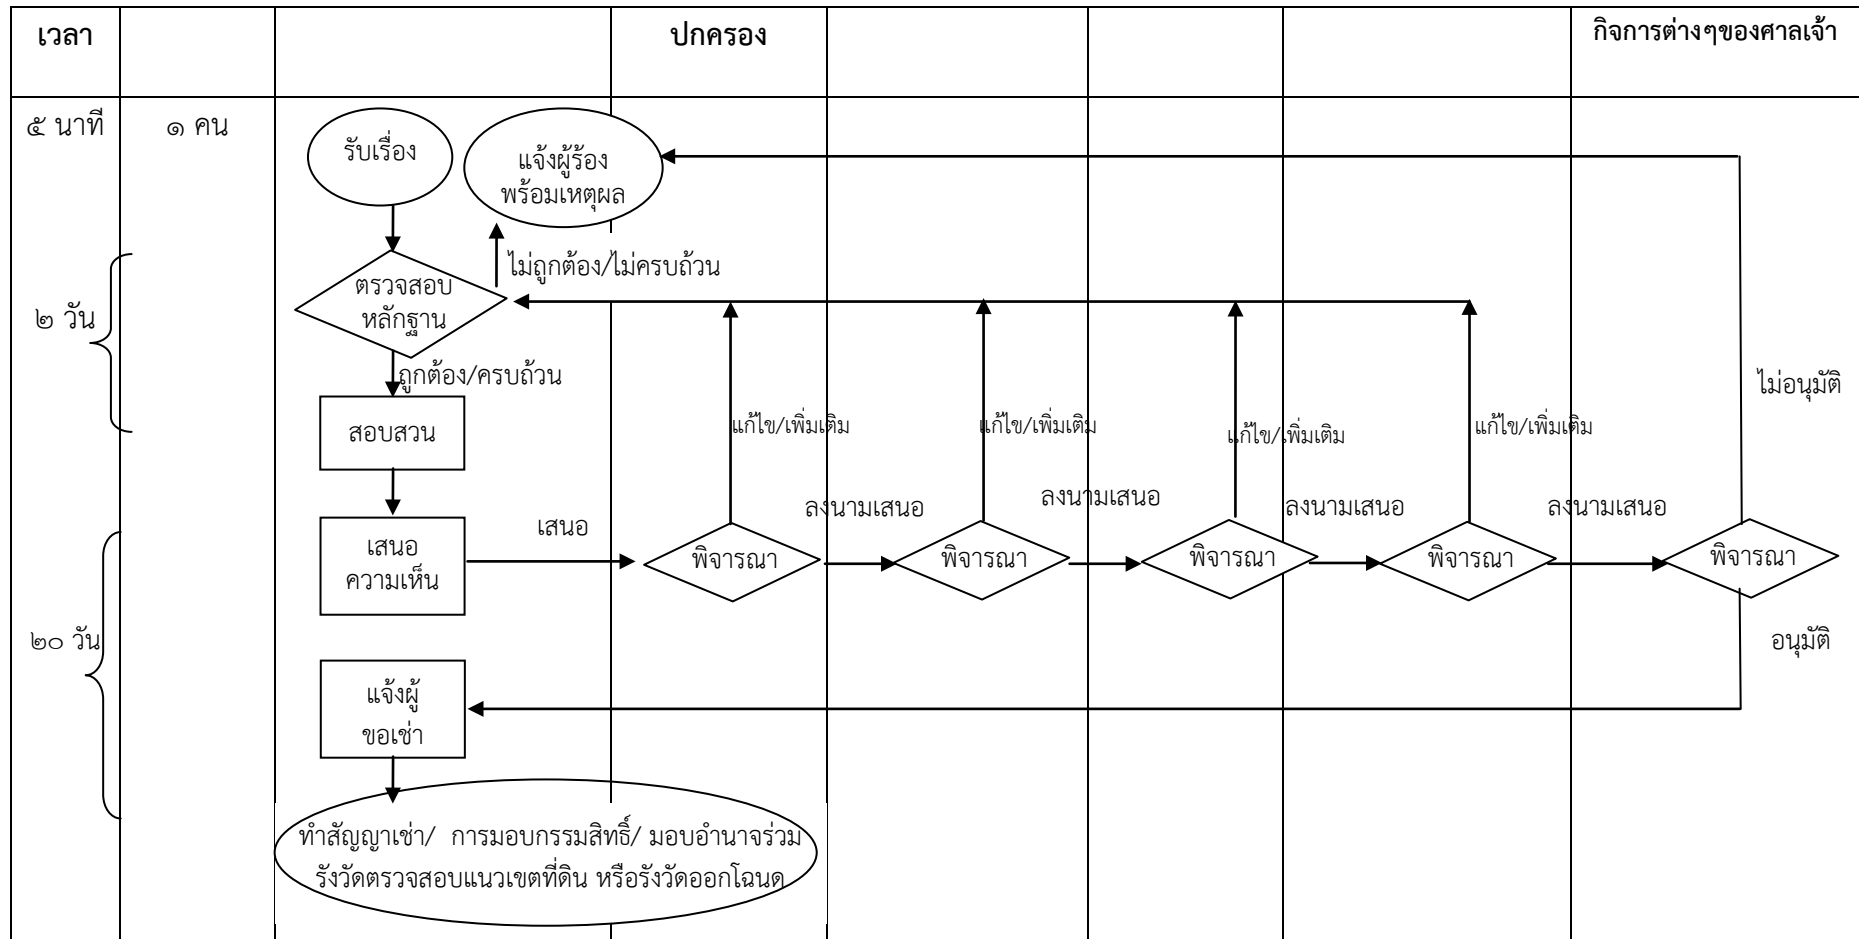 เวลา
ปกครอง
กิจการต่างๆของศาลเจ้า
๕ นาที
๑ คน
รับเรื่อง
แจ้งผู้ร้อง
พร้อมเหตุผล
ไม่ถูกต้อง/ไม่ครบถ้วน
ตรวจสอบ
หลักฐาน
๒ วัน
ถูกต้อง/ครบถ้วน
ไม่อนุมัติ
สอบสวน
แก้ไข/เพิ่มเติม
แก้ไข/เพิ่มเติม
แก้ไข/เพิ่มเติม
แก้ไข/เพิ่มเติม
ลงนามเสนอ
ลงนามเสนอ
ลงนามเสนอ
ลงนามเสนอ
เสนอ
เสนอ
ความเห็น
พิจารณา
พิจารณา
พิจารณา
พิจารณา
พิจารณา
๒๐ วัน
อนุมัติ
แจ้งผู้
ขอเช่า
ทำสัญญาเช่า/ การมอบกรรมสิทธิ์/ มอบอำนาจร่วม
รังวัดตรวจสอบแนวเขตที่ดิน หรือรังวัดออกโฉนด